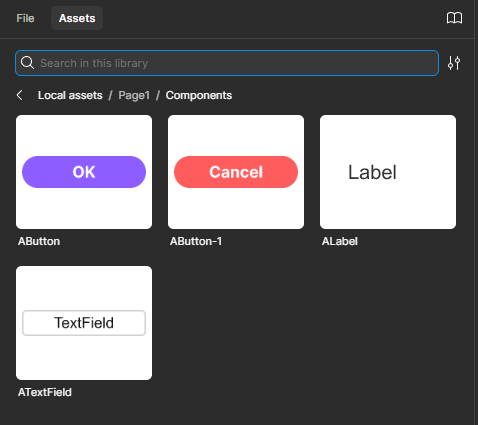 File Assets
Search in this library
Local assets / Page1 / Components
OK Cancel Label
AButton AButton-1 ALabel
TextField
ATextField